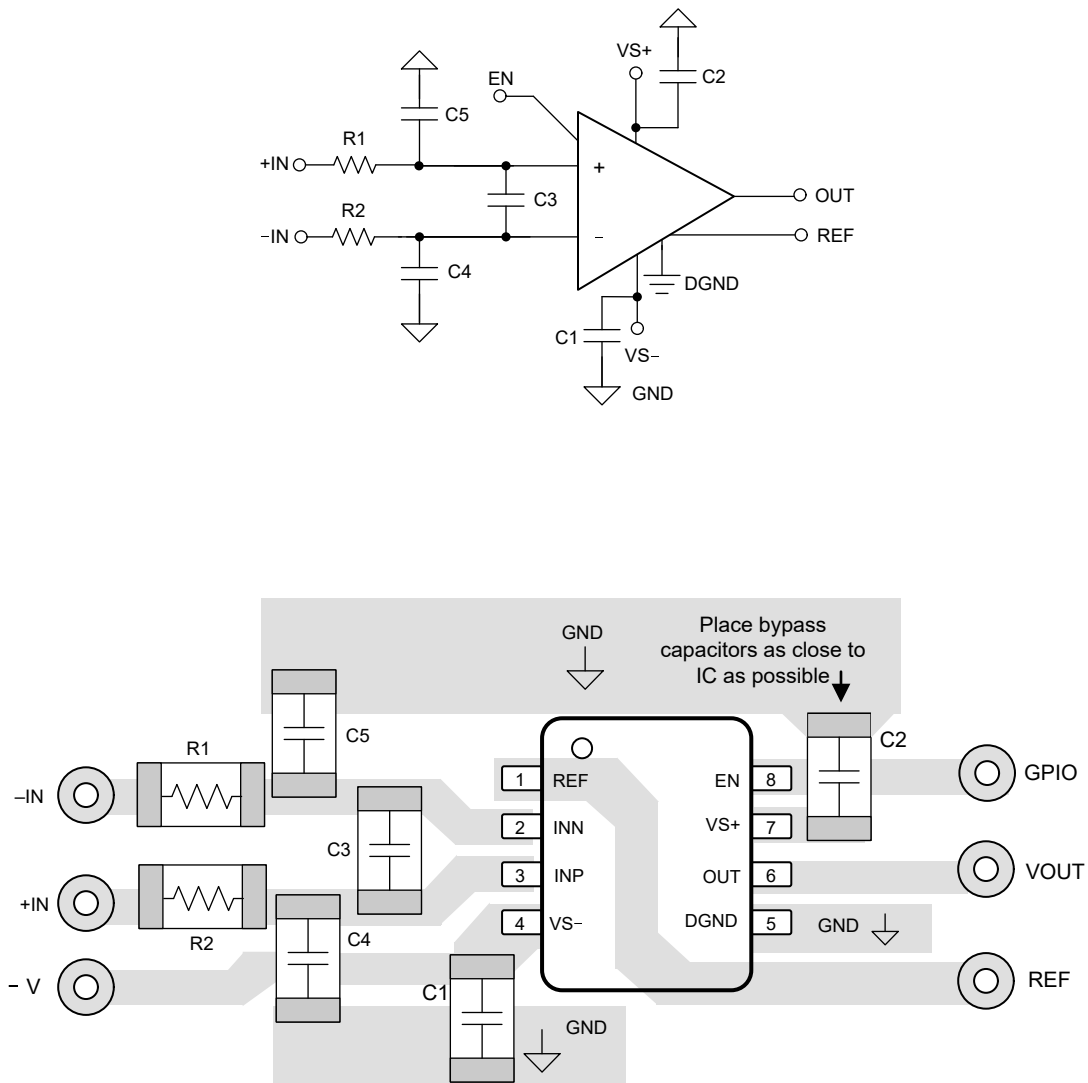 VS+
C2
EN
C5
R1
+IN
C3
OUT
R2
−IN
REF
C4
DGND
C1
VS−
GND
GND
Place bypass
capacitors as close to
IC as possible
C5
C2
R1
1 REF
EN 8
GPIO
–IN
2 INN
VS+ 7
C3
3 INP
OUT 6
VOUT
+IN
4 VS−
DGND 5
GND
R2
C4
− V
C1
REF
GND